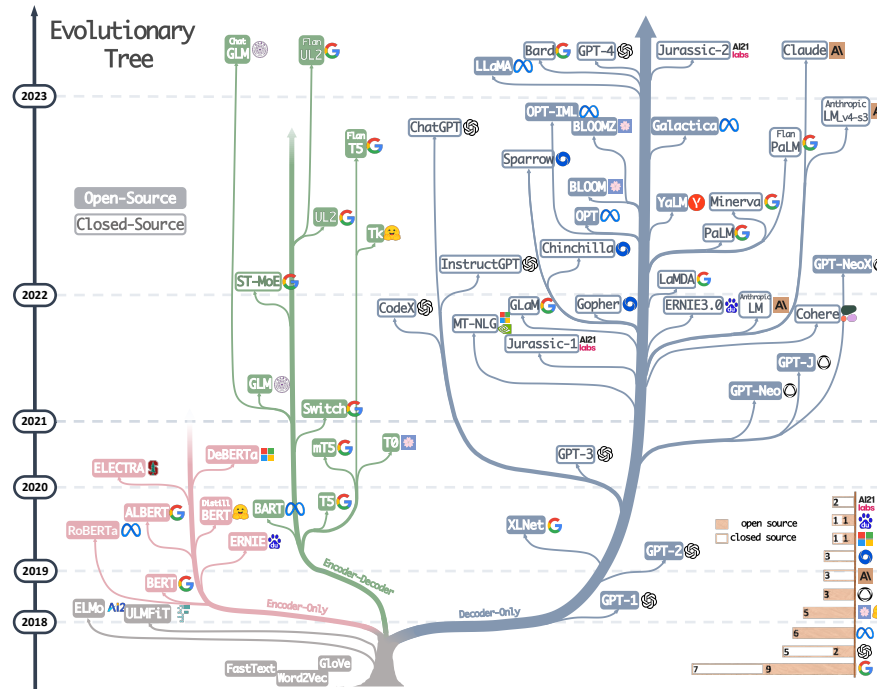 Evolutionary
Tree
Open-Source
Closed-Source
2023
2022
2021
2020
2019
2018
Chat
GLM
Flan
UL2
Flan
T5
UL2
Tk
ST-MoE
GLM
Switch
mT5
T0
DeBERTa
ELECTRA
ALBERT
Distill
BERT
BART
T5
RoBERTa
ERNIE
BERT
Encoder-Decoder
Encoder-Only
Decoder-Only
ELMo
Ai2
ULMFiT
FastText
GloVe
Word2Vec
Bard
GPT-4
Jurassic-2
AI21
labs
Claude
A\
LLaMA
OPT-IML
BLOOMZ
Galactica
Anthropic
LM_v4-s3
ChatGPT
Flan
PaLM
Sparrow
BLOOM
YaLM
Y
Minerva
OPT
PaLM
Chinchilla
InstructGPT
GPT-NeoX
LaMDA
CodeX
GLaM
Gopher
ERNIE3.0
Anthropic
LM
A\
Cohere
MT-NLG
Jurassic-1
AI21
labs
GPT-J
GPT-Neo
GPT-3
XLNet
GPT-2
GPT-1
open source
closed source
2
AI21
labs
1 1
1 1
3
3
A\
3
5
6
5 2
7 9